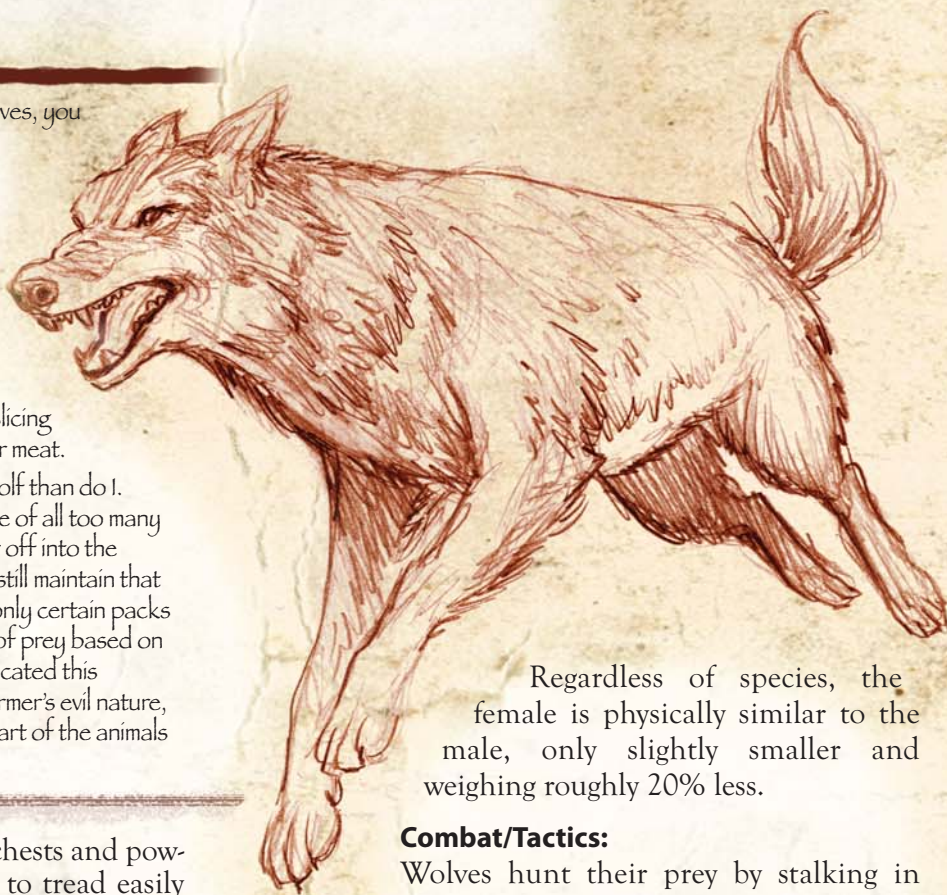 ves, you
licing
r meat.
olf than do I.
e of all too many
off into the
still maintain that
only certain packs
of prey based on
cated this
rmer's evil nature,
art of the animals
chests and pow-
to tread easily
Regardless of species, the
female is physically similar to the
male, only slightly smaller and
weighing roughly 20% less.
Combat/Tactics:
Wolves hunt their prey by stalking in